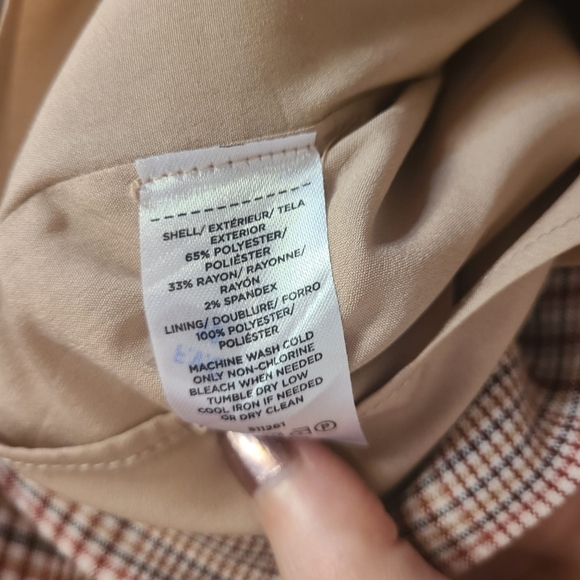 SHELL/ EXTÉRIEUR/ TELA
EXTERIOR
65% POLYESTER/
POLIÉSTER
33% RAYON/ RAYONNE/
RAYÓN
2% SPANDEX
LINING/ DOUBLURE/ FORRO
100% POLYESTER/
POLIÉSTER
MACHINE WASH COLD
ONLY NON-CHLORINE
BLEACH WHEN NEEDED
TUMBLE DRY LOW
COOL IRON IF NEEDED
OR DRY CLEAN
P